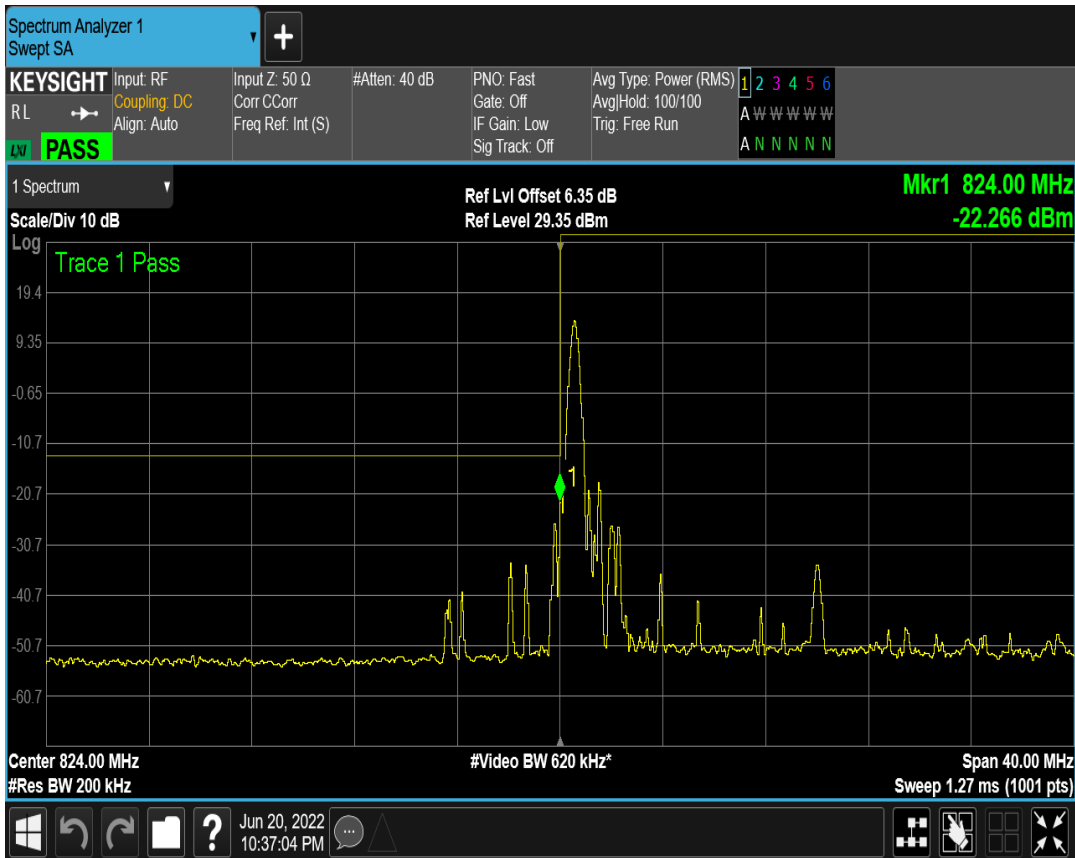 Spectrum Analyzer 1
Swept SA
+
KEYSIGHT
RL
LXI PASS
Input: RF
Coupling: DC
Align: Auto
Input Z: 50 Ω
Corr CCorr
Freq Ref: Int (S)
#Atten: 40 dB
PNO: Fast
Gate: Off
IF Gain: Low
Sig Track: Off
Avg Type: Power (RMS)
Avg|Hold: 100/100
Trig: Free Run
1 2 3 4 5 6
A W W W W W
A N N N N N
1 Spectrum
Scale/Div 10 dB
Ref Lvl Offset 6.35 dB
Ref Level 29.35 dBm
Mkr1 824.00 MHz
-22.266 dBm
Log
Trace 1 Pass
19.4
9.35
-0.65
-10.7
-20.7
-30.7
-40.7
-50.7
-60.7
1
Center 824.00 MHz
#Res BW 200 kHz
#Video BW 620 kHz*
Span 40.00 MHz
Sweep 1.27 ms (1001 pts)
?
Jun 20, 2022
10:37:04 PM